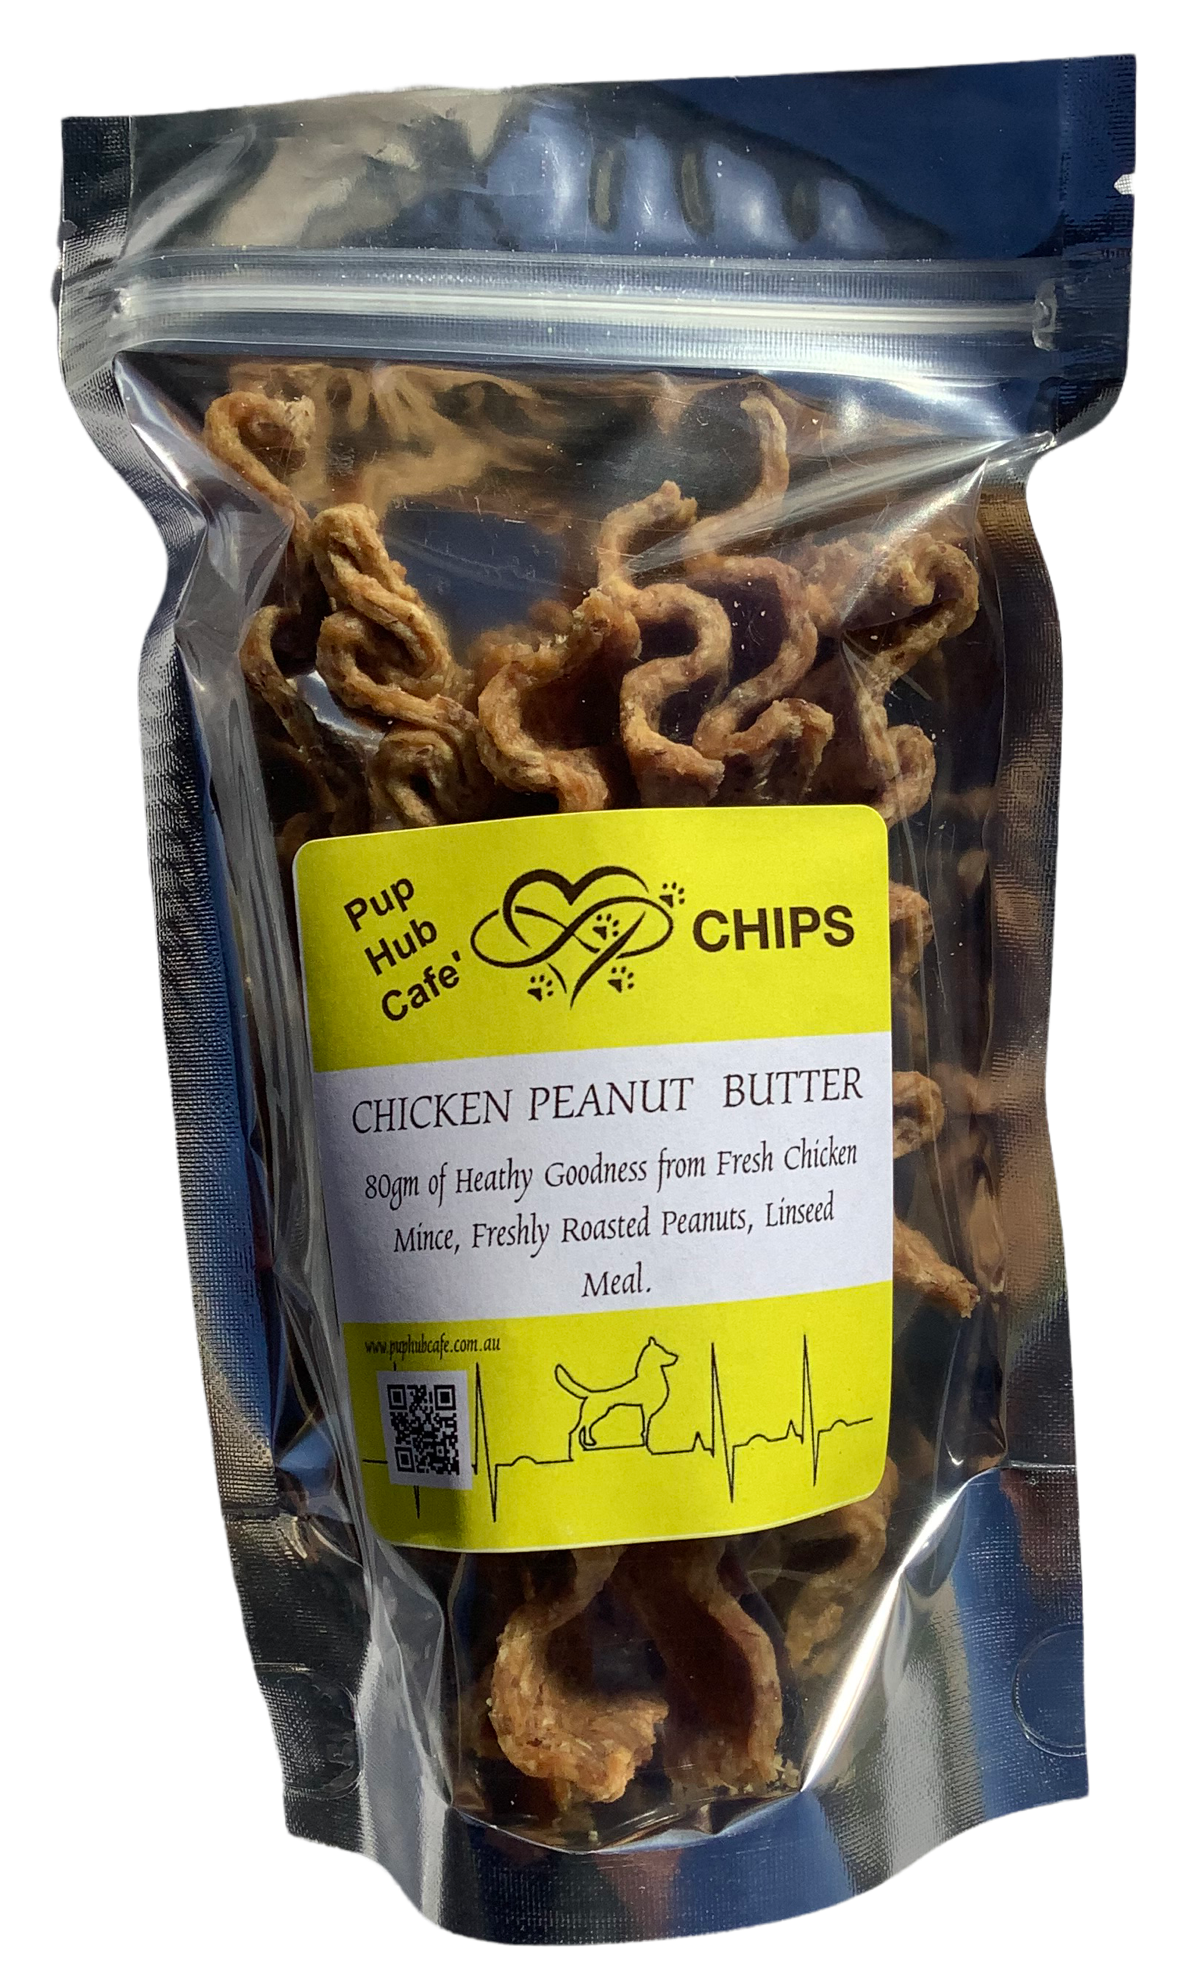 Pup
Hub
Cafe'
CHIPS
CHICKEN PEANUT BUTTER
80gm of Heathy Goodness from Fresh Chicken
Mince, Freshly Roasted Peanuts, Linseed
Meal.
www.puphubcafe.com.au